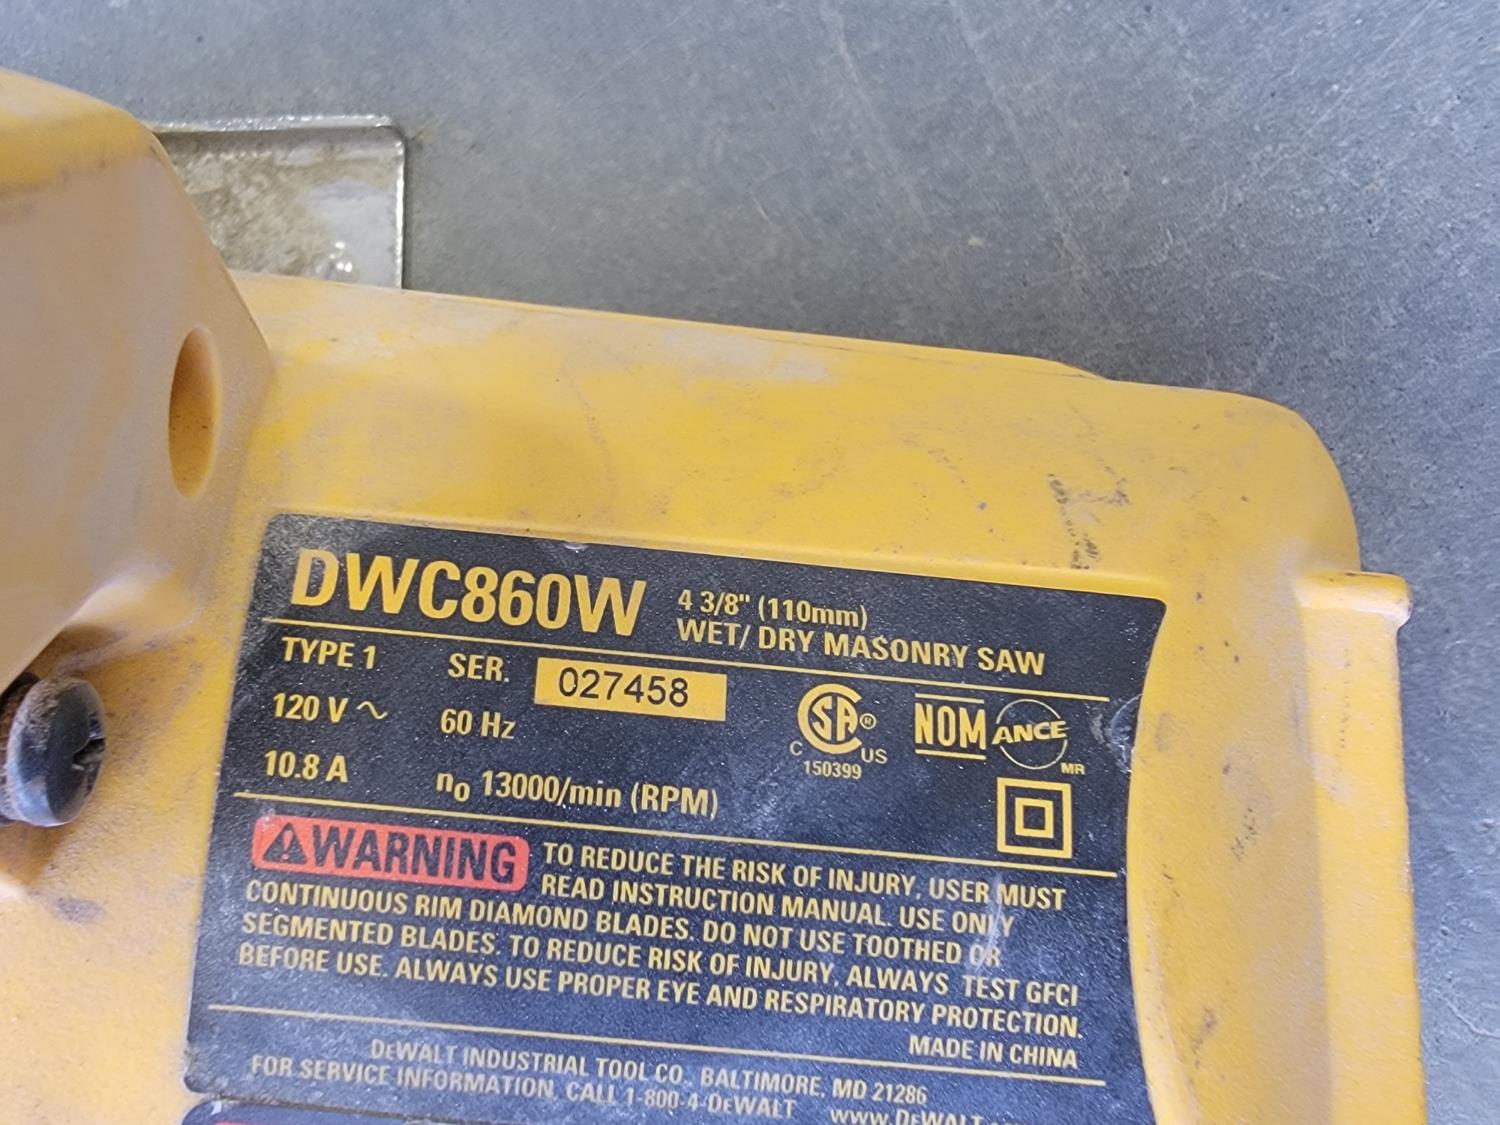 DWC860W 4 3/8" (110mm)
WET/ DRY MASONRY SAW
TYPE 1 SER. 027458
120 V ~ 60 Hz
10.8 A n0 13000/min (RPM)
SA ®
C US
150399
NOM ANCE
MR
WARNING TO REDUCE THE RISK OF INJURY, USER MUST
READ INSTRUCTION MANUAL. USE ONLY
CONTINUOUS RIM DIAMOND BLADES. DO NOT USE TOOTHED OR
SEGMENTED BLADES. TO REDUCE RISK OF INJURY, ALWAYS TEST GFCI
BEFORE USE. ALWAYS USE PROPER EYE AND RESPIRATORY PROTECTION.
MADE IN CHINA
DEWALT INDUSTRIAL TOOL CO., BALTIMORE, MD 21286
FOR SERVICE INFORMATION, CALL 1-800-4-DEWALT www.DEWALT